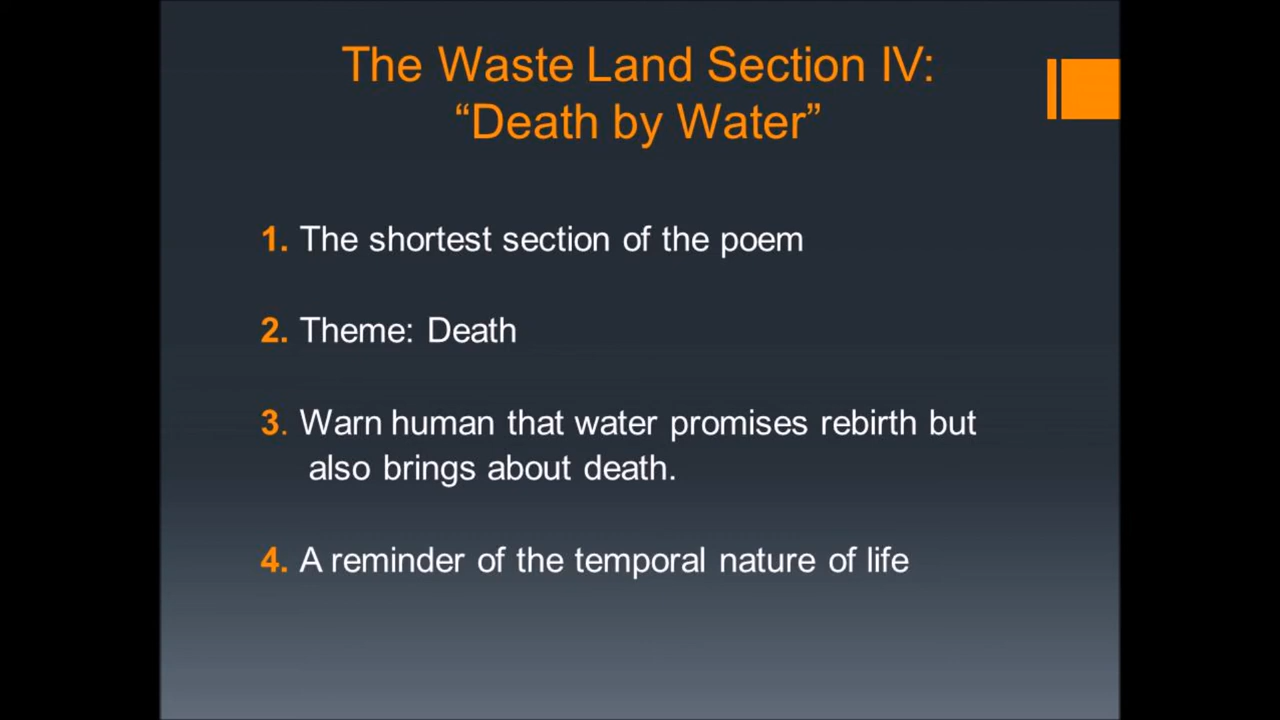 The Waste Land Section IV:
“Death by Water”
1. The shortest section of the poem
2. Theme: Death
3. Warn human that water promises rebirth but
also brings about death.
4. A reminder of the temporal nature of life